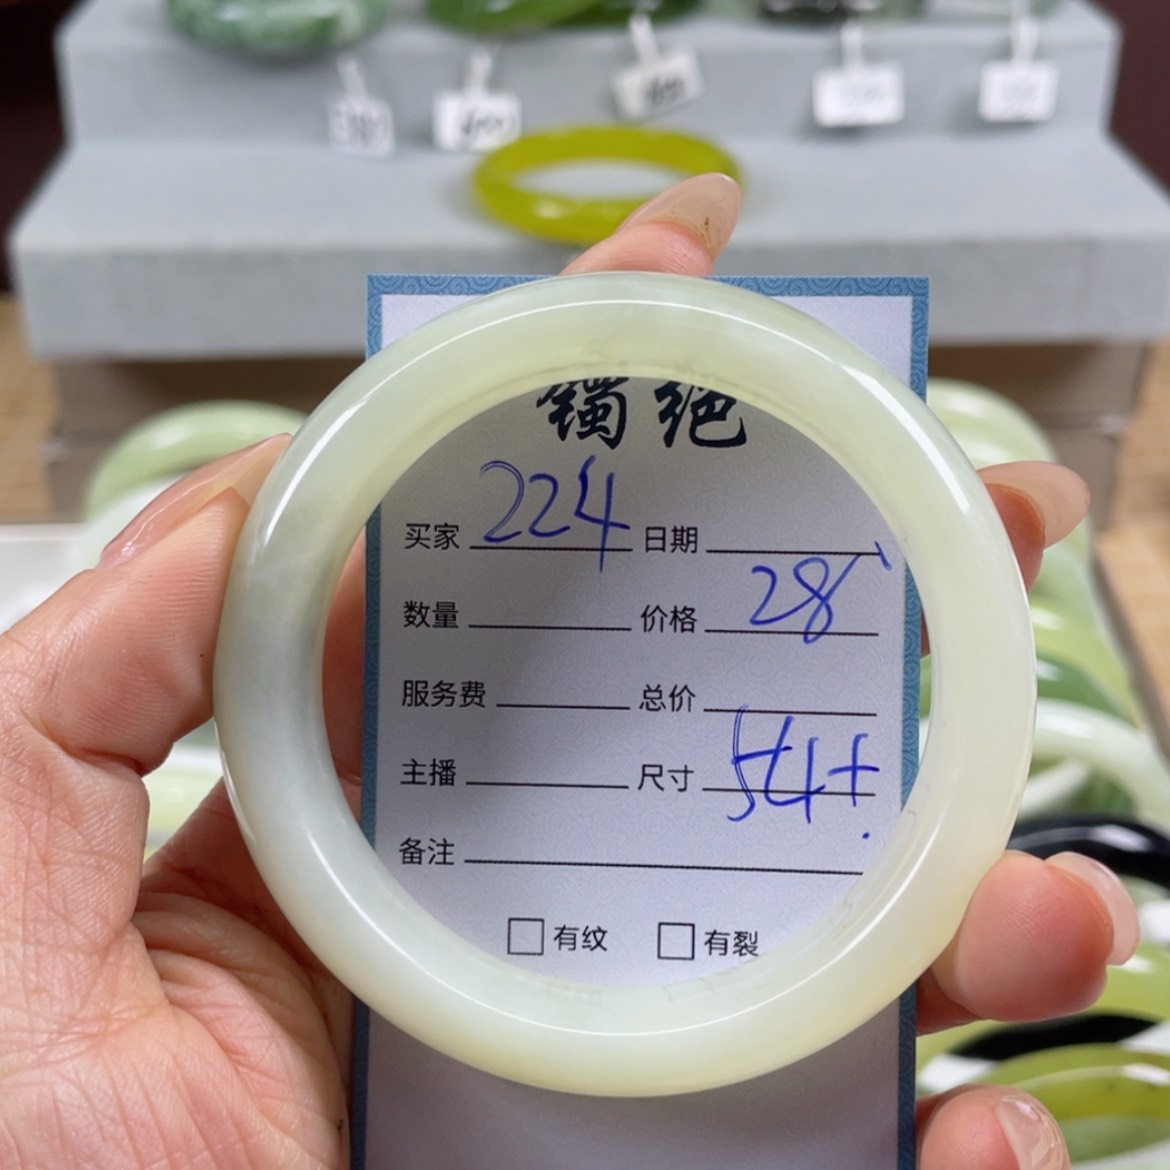 镯绝
买家 224 日期
数量 价格 28
服务费 总价
主播 尺寸 54+
备注
□ 有纹 □ 有裂